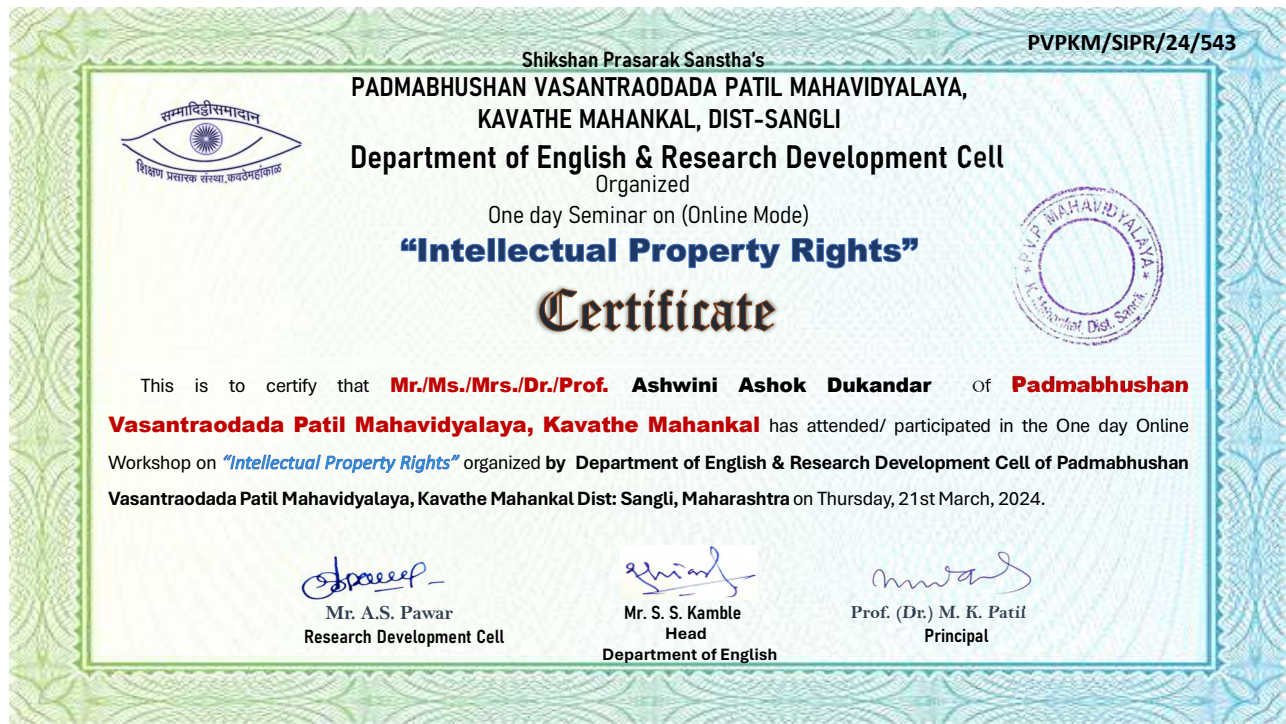 PVPKM/SIPR/24/543
Shikshan Prasarak Sanstha's
PADMABHUSHAN VASANTRAODADA PATIL MAHAVIDYALAYA,
KAVATHE MAHANKAL, DIST-SANGLI
Department of English & Research Development Cell
सम्मादिट्ठीसमादान
शिक्षण प्रसारक संस्था,कवठेमहांकाळ
Organized
One day Seminar on (Online Mode)
“Intellectual Property Rights”
Certificate
* P.V.P. MAHAVIDYALAYA *
K. Mahankal, Dist. Sangli.
This is to certify that Mr./Ms./Mrs./Dr./Prof. Ashwini Ashok Dukandar Of Padmabhushan
Vasantraodada Patil Mahavidyalaya, Kavathe Mahankal has attended/ participated in the One day Online
Workshop on “Intellectual Property Rights” organized by Department of English & Research Development Cell of Padmabhushan
Vasantraodada Patil Mahavidyalaya, Kavathe Mahankal Dist: Sangli, Maharashtra on Thursday, 21st March, 2024.
Mr. A.S. Pawar
Research Development Cell
Mr. S. S. Kamble
Head
Department of English
Prof. (Dr.) M. K. Patil
Principal